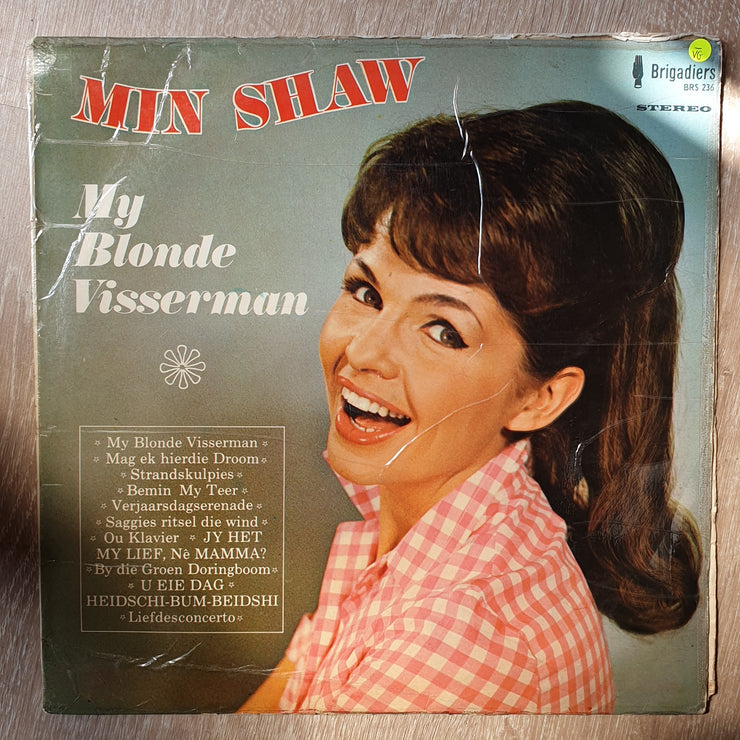 MIN SHAW
VG
Brigadiers
BRS 236
STEREO
My
Blonde
Visserman
My Blonde Visserman
Mag ek hierdie Droom
Strandskulpies
Bemin My Teer
Verjaarsdagserenade
Saggies ritsel die wind
Ou Klavier JY HET
MY LIEF, Nè MAMMA?
By die Groen Doringboom
U EIE DAG
HEIDSCHI-BUM-BEIDSHI
Liefdesconcerto